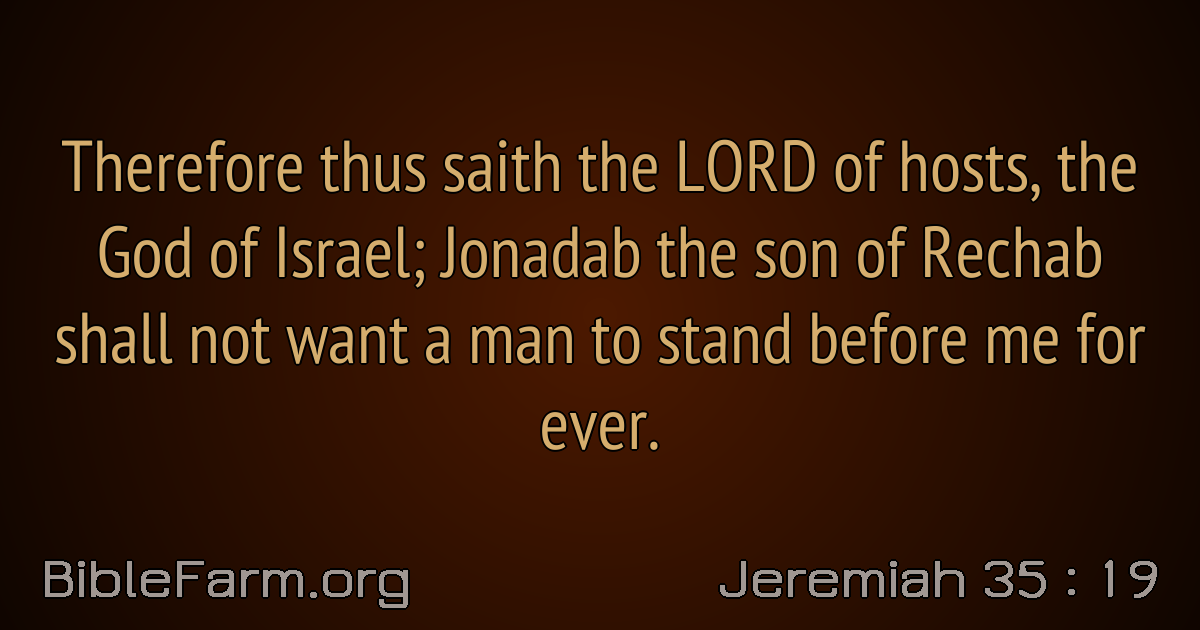 Therefore thus saith the LORD of hosts, the
God of Israel; Jonadab the son of Rechab
shall not want a man to stand before me for
ever.
BibleFarm.org
Jeremiah 35 : 19